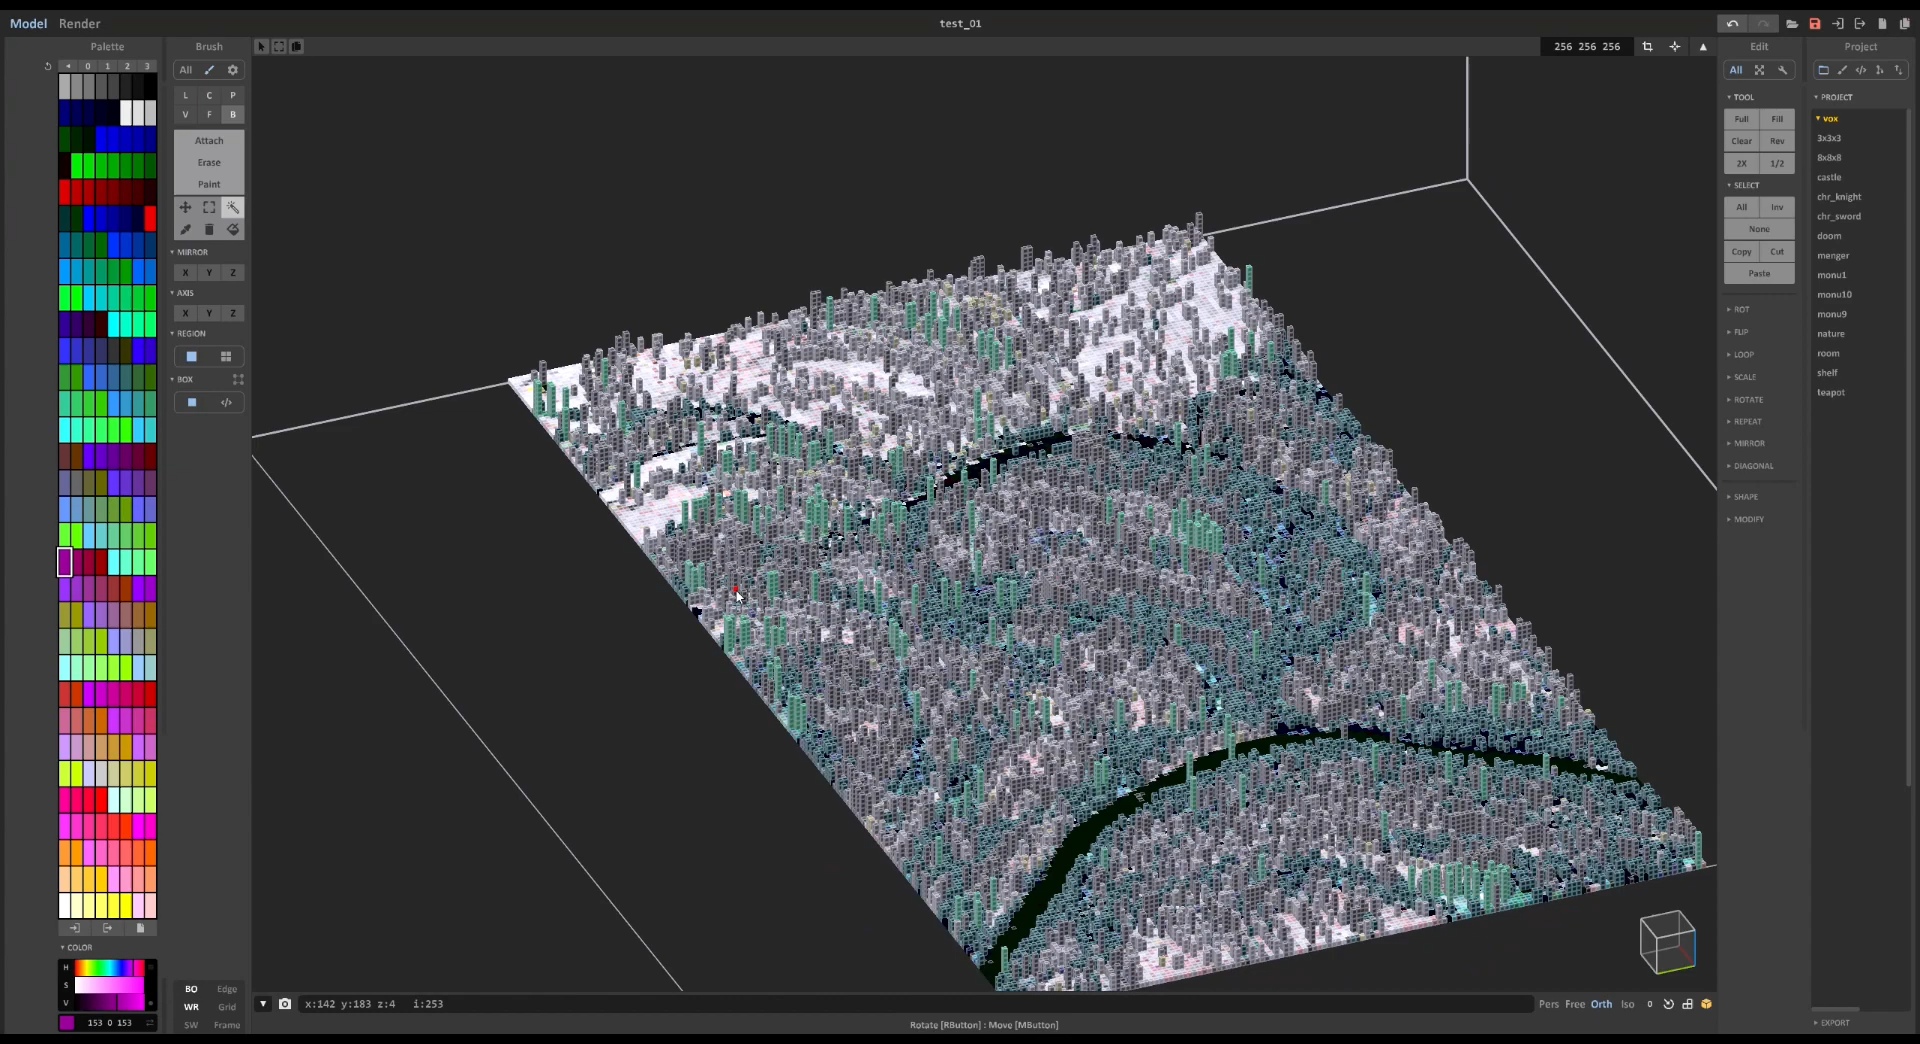 Model Render
test_01
Palette
Brush
256 256 256
Edit
Project
0 1 2 3
All
All
L C P
V F B
Attach
Erase
Paint
MIRROR
X Y Z
AXIS
X Y Z
REGION
BOX
TOOL
Full Fill
Clear Rev
2X 1/2
SELECT
All Inv
None
Copy Cut
Paste
ROT
FLIP
LOOP
SCALE
ROTATE
REPEAT
MIRROR
DIAGONAL
SHAPE
MODIFY
PROJECT
vox
3x3x3
8x8x8
castle
chr_knight
chr_sword
doom
menger
monu1
monu10
monu9
nature
room
shelf
teapot
COLOR
H
S
V
153 0 153
BO Edge
WR Grid
SW Frame
x:142 y:183 z:4 i:253
Pers Free Orth Iso 0
Rotate [RButton] : Move [MButton]
EXPORT